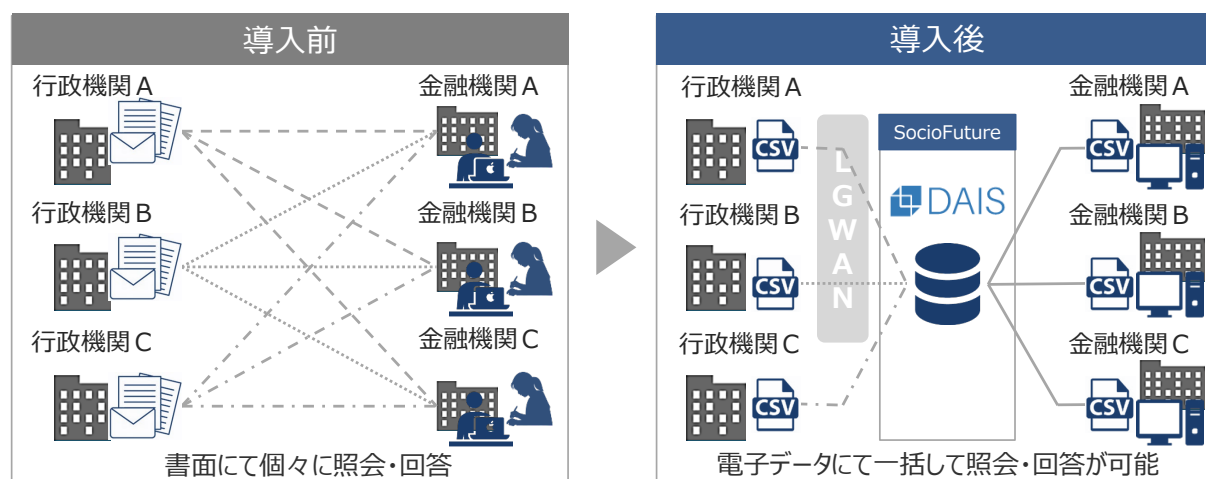 導入前
行政機関A
金融機関A
行政機関B
金融機関B
行政機関C
金融機関C
書面にて個々に照会・回答
導入後
行政機関A
金融機関A
CSV
LGWAN
SocioFuture
CSV
DAIS
行政機関B
金融機関B
CSV
CSV
行政機関C
金融機関C
CSV
CSV
電子データにて一括して照会・回答が可能